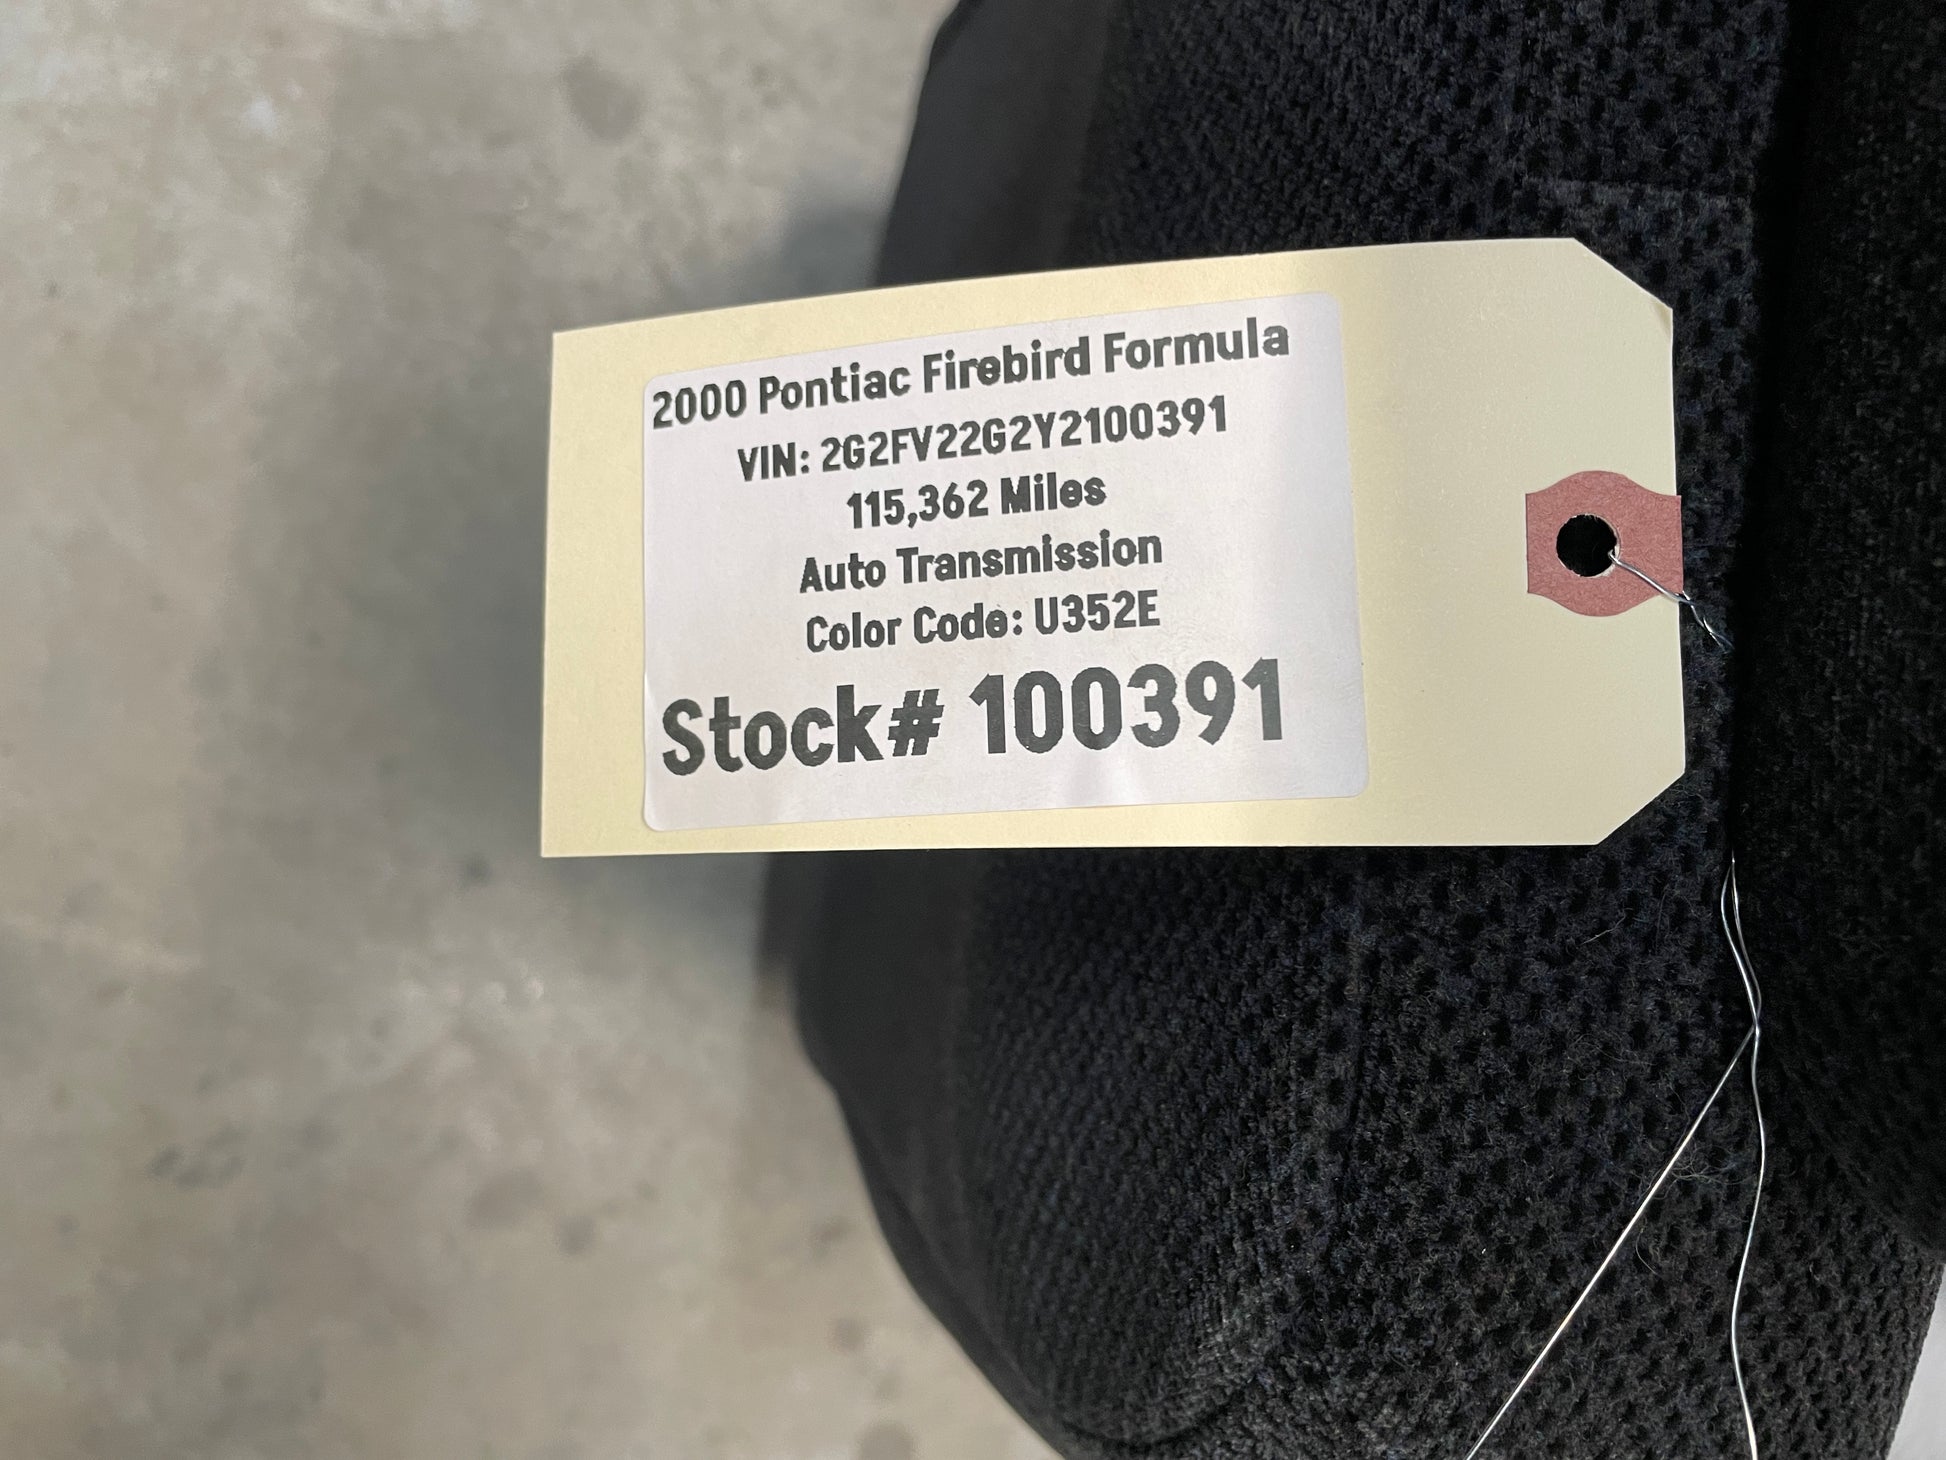 2000 Pontiac Firebird Formula
VIN: 2G2FV22G2Y2100391
115,362 Miles
Auto Transmission
Color Code: U352E
Stock# 100391